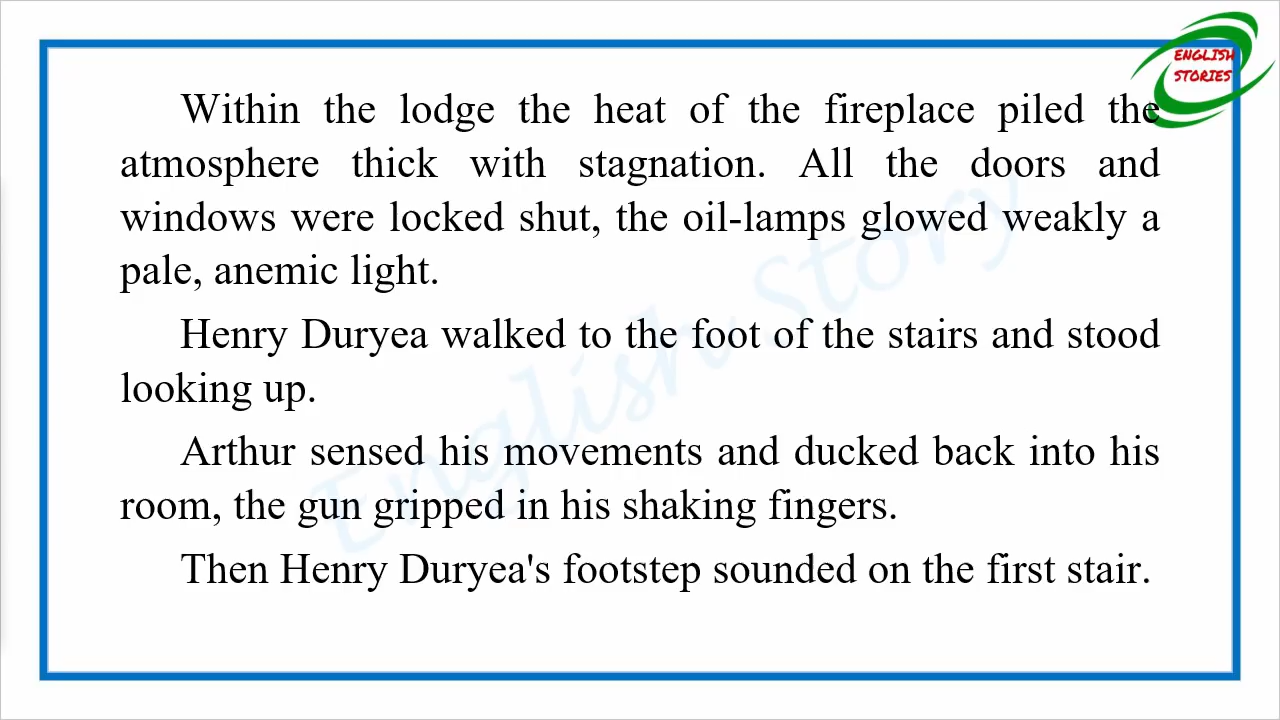 ENGLISH
STORIES
Within the lodge the heat of the fireplace piled the
atmosphere thick with stagnation. All the doors and
windows were locked shut, the oil-lamps glowed weakly a
pale, anemic light.
Henry Duryea walked to the foot of the stairs and stood
looking up.
Arthur sensed his movements and ducked back into his
room, the gun gripped in his shaking fingers.
Then Henry Duryea's footstep sounded on the first stair.
English Story